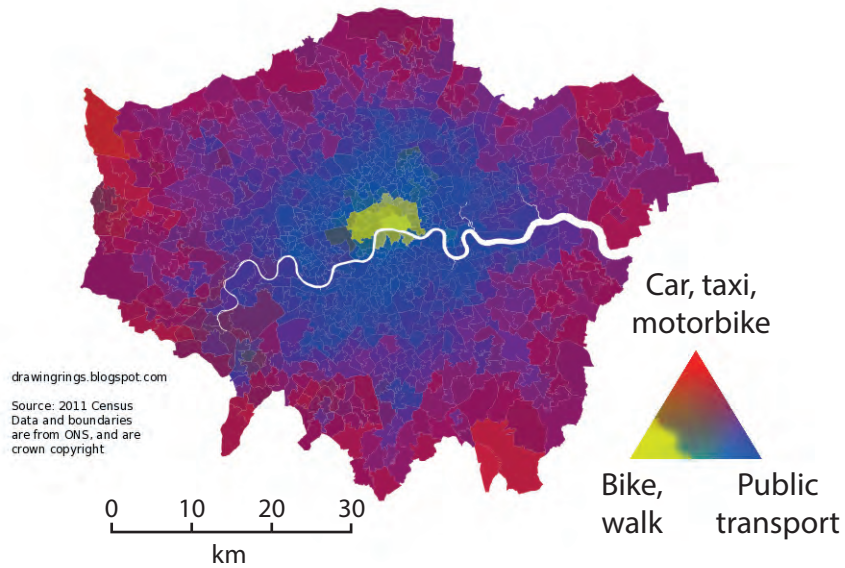 Car, taxi,
motorbike
drawingrings.blogspot.com
Source: 2011 Census
Data and boundaries
are from ONS, and are
crown copyright
Bike,
walk
Public
transport
0 10 20 30
km